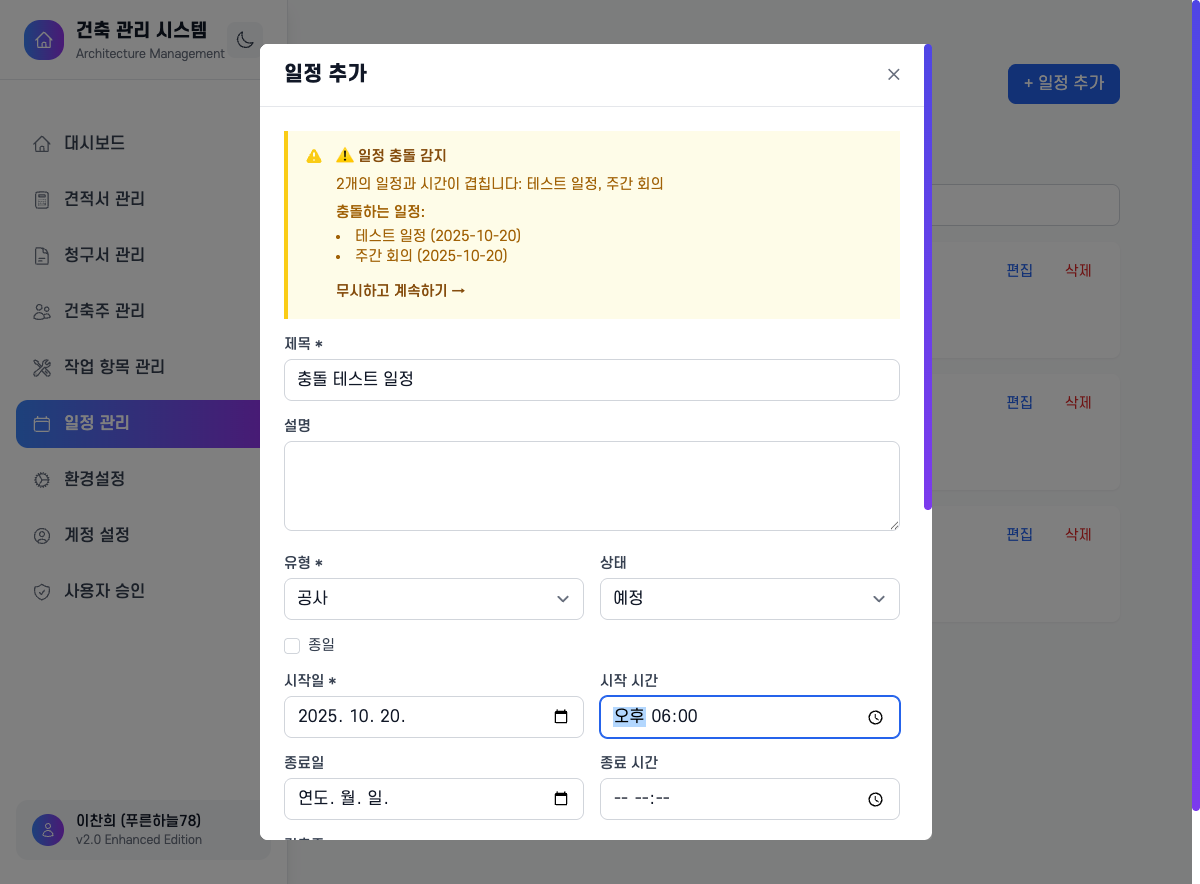 건축 관리 시스템
Architecture Management
대시보드
견적서 관리
청구서 관리
건축주 관리
작업 항목 관리
일정 관리
환경설정
계정 설정
사용자 승인
이찬희 (푸른하늘78)
v2.0 Enhanced Edition
+ 일정 추가
편집 삭제
편집 삭제
편집 삭제
일정 추가
일정 충돌 감지
2개의 일정과 시간이 겹칩니다: 테스트 일정, 주간 회의
충돌하는 일정:
• 테스트 일정 (2025-10-20)
• 주간 회의 (2025-10-20)
무시하고 계속하기 →
제목 *
충돌 테스트 일정
설명
유형 * 상태
공사 예정
종일
시작일 * 시작 시간
2025. 10. 20. 오후 06:00
종료일 종료 시간
연도. 월. 일. -- --:--